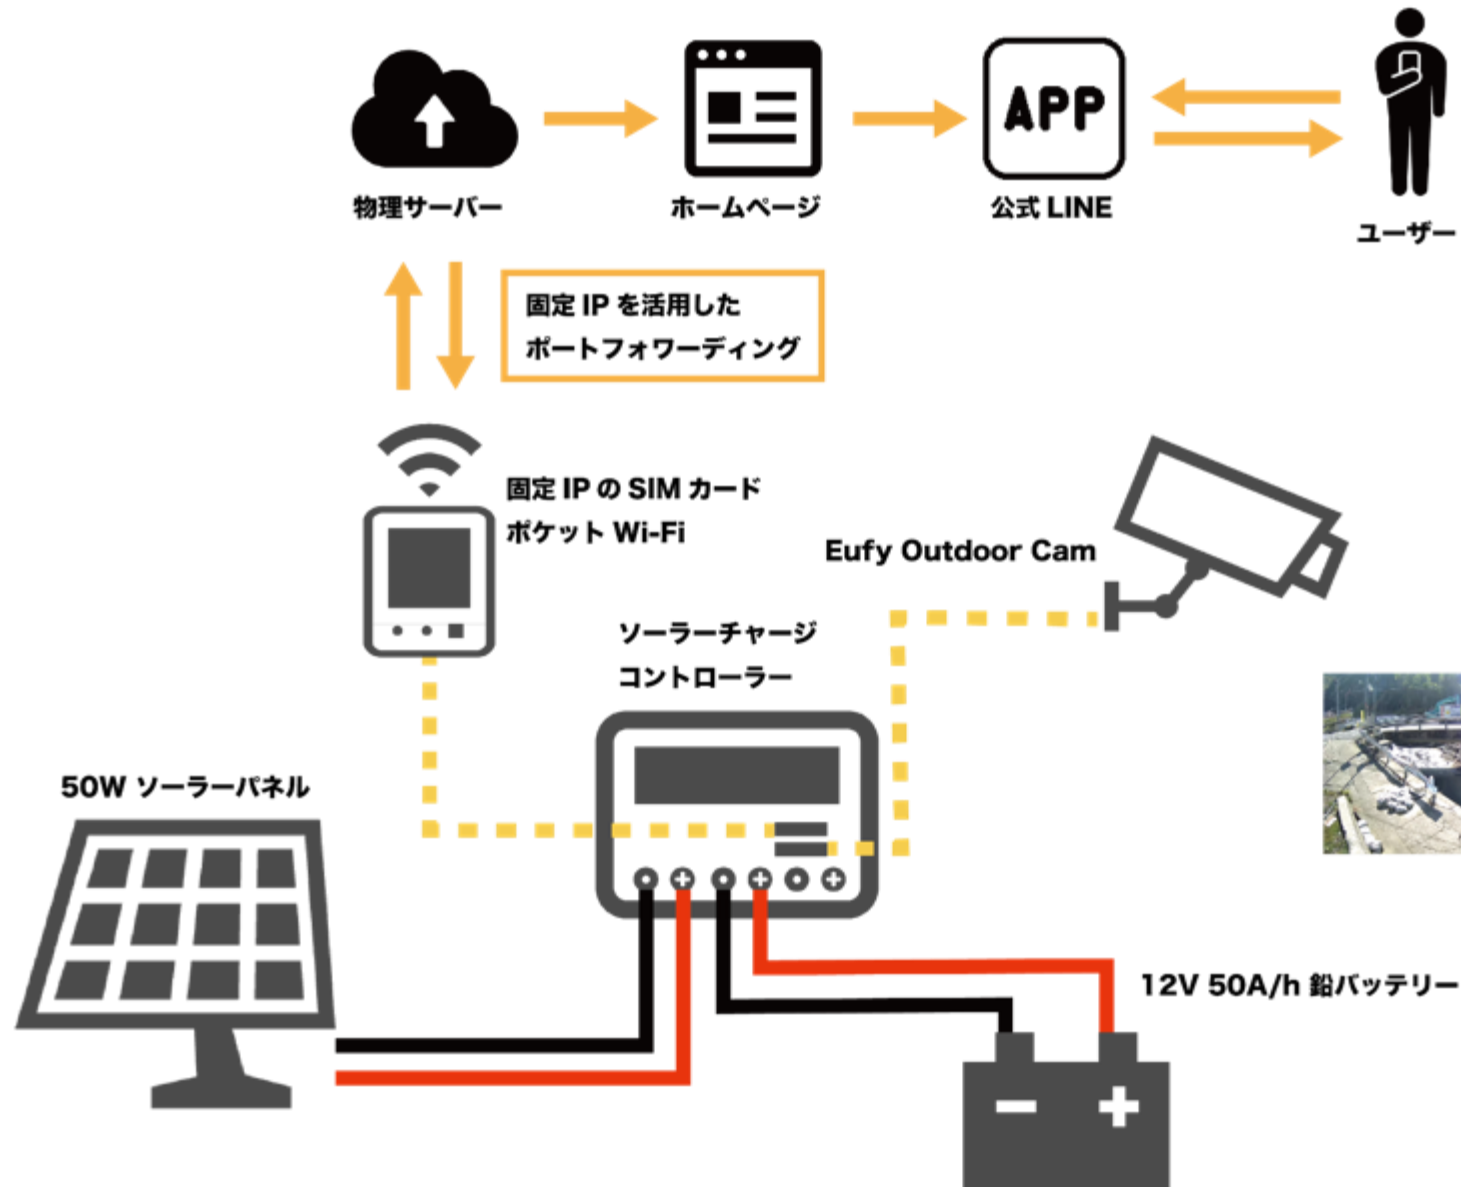 APP
物理サーバー
ホームページ
公式 LINE
ユーザー
固定 IP を活用した
ポートフォワーディング
固定 IP の SIM カード
ポケット Wi-Fi
Eufy Outdoor Cam
ソーラーチャージ
コントローラー
50W ソーラーパネル
12V 50A/h 鉛バッテリー